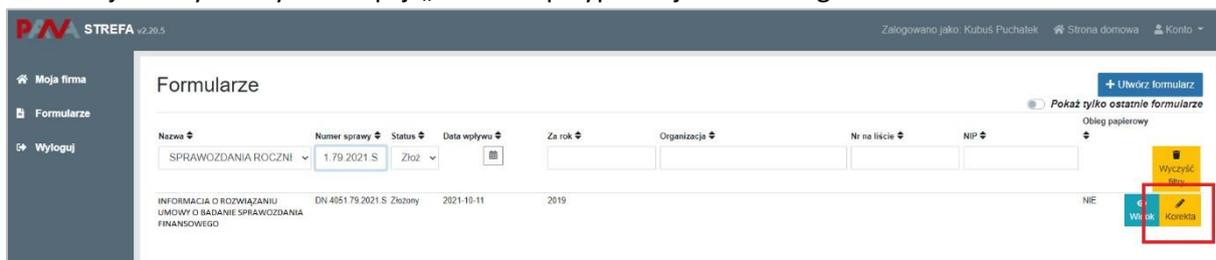 PANA STREFA v2.20.5
Zalogowano jako: Kubuś Puchatek Strona domowa Konto
Moja firma
Formularze
Wyloguj
Formularze
+ Utwórz formularz
Pokaż tylko ostatnie formularze
Nazwa Numer sprawy Status Data wpływu Za rok Organizacja Nr na liście NIP Obieg papierowy
SPRAWOZDANIA ROCZNE 1.79.2021.S Złoż
Wyczyść
filtry
INFORMACJA O ROZWIĄZANIU DN.4051.79.2021.S Złożony 2021-10-11 2019 NIE
UMOWY O BADANIE SPRAWOZDANIA
FINANSOWEGO
Widok Korekta